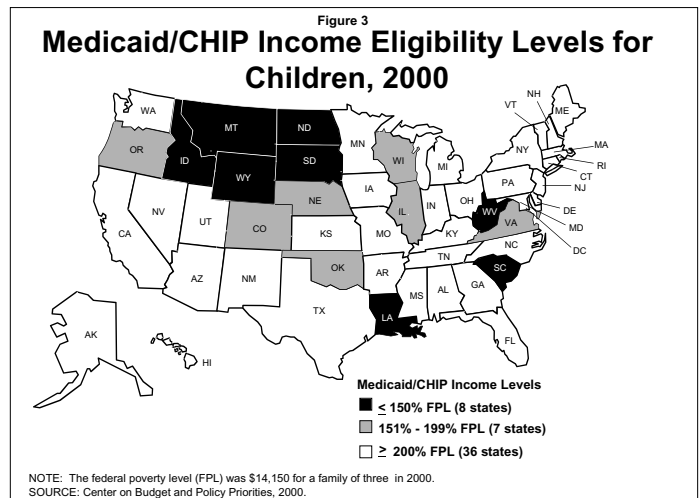 Figure 3
Medicaid/CHIP Income Eligibility Levels for
Children, 2000
WA
OR
MT
ID
ND
SD
WY
NE
MN
WI
MI
IA
NV
UT
CO
KS
CA
AZ
NM
OK
TX
MO
IL
IN
OH
KY
TN
AR
LA
MS
AL
GA
SC
NC
VA
WV
FL
PA
NY
VT
NH
ME
MA
RI
CT
NJ
DE
MD
DC
AK
HI
Medicaid/CHIP Income Levels
≤ 150% FPL (8 states)
151% - 199% FPL (7 states)
≥ 200% FPL (36 states)
NOTE: The federal poverty level (FPL) was $14,150 for a family of three in 2000.
SOURCE: Center on Budget and Policy Priorities, 2000.